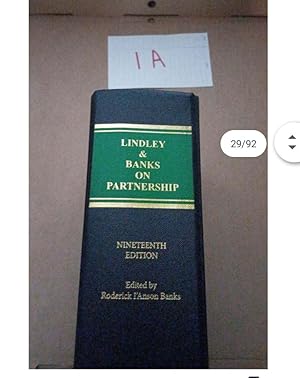 1A
29/92
LINDLEY
&
BANKS
ON
PARTNERSHIP
NINETEENTH
EDITION
Edited by
Roderick I'Anson Banks